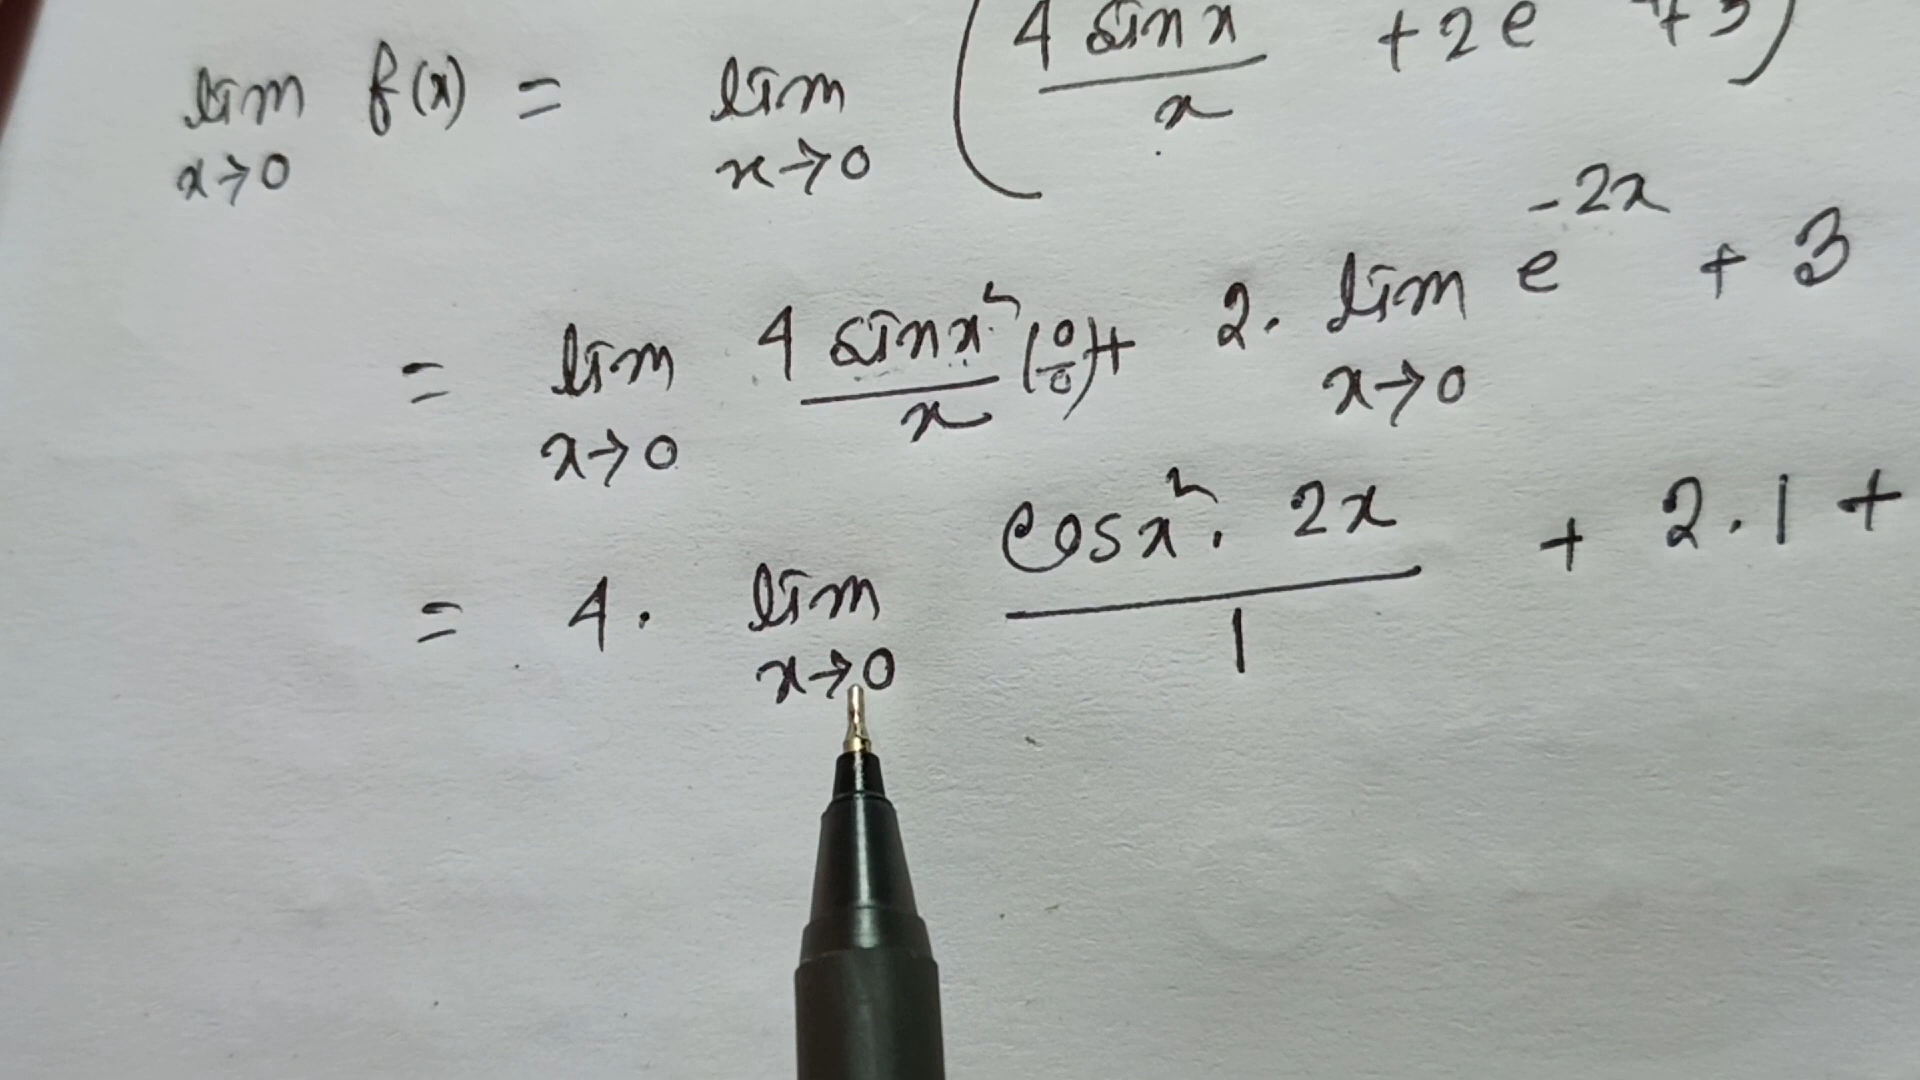 lim f(x) = lim ( 4 sin x / x + 2e + 3 )
x→0 x→0
= lim 4 sin x² / x (0/0) + 2. lim e^-2x + 3
x→0 x→0
= 4. lim cos x². 2x / 1 + 2.1 +
x→0